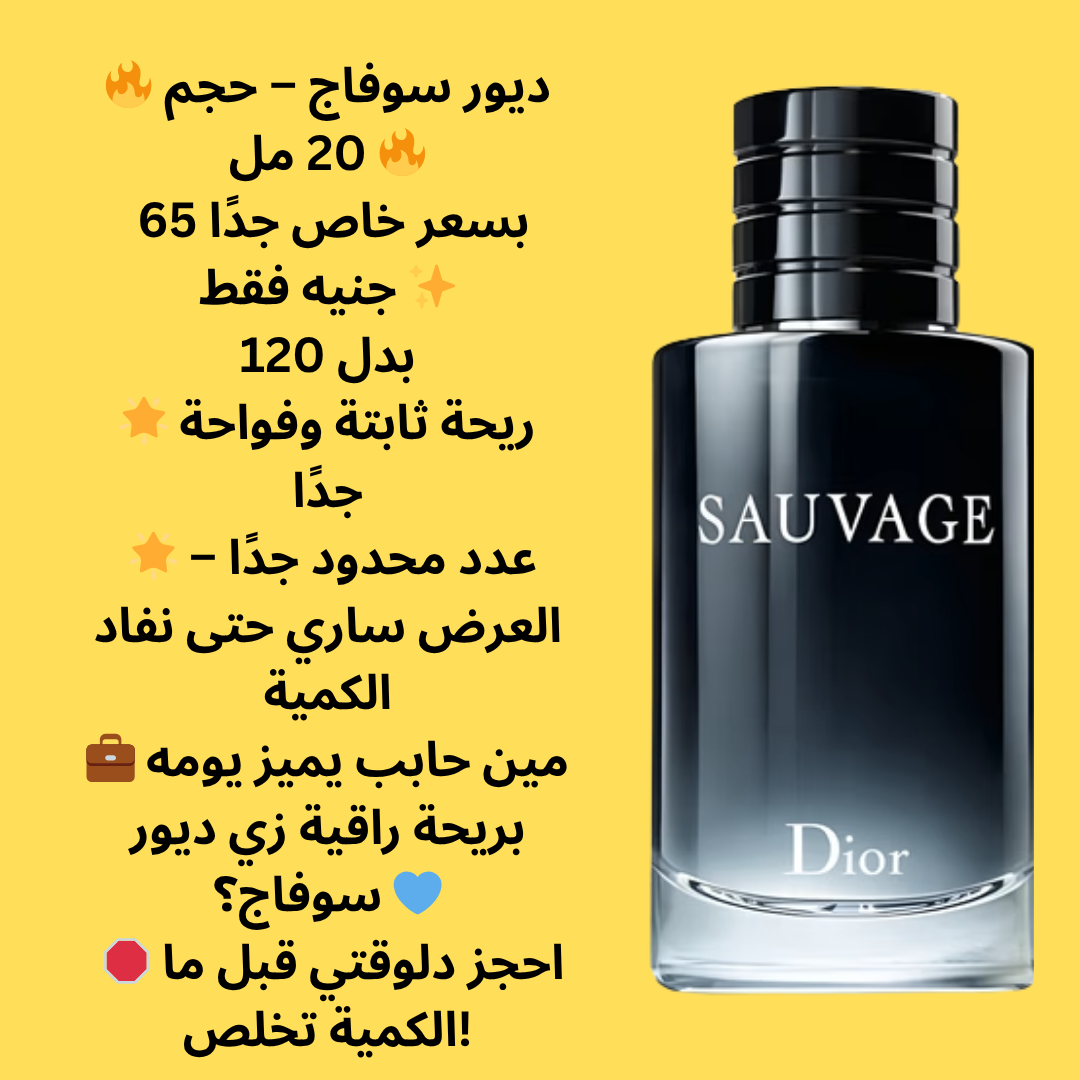 ديور سوفاج – حجم 🔥
🔥 20 مل
بسعر خاص جدًا 65
✨ جنيه فقط
بدل 120
ريحة ثابتة وفواحة 🌟
جدًا
عدد محدود جدًا – 🌟
العرض ساري حتى نفاد
الكمية
مين حابب يميز يومه 💼
بريحة راقية زي ديور
💙 سوفاج؟
احجز دلوقتي قبل ما 🛑
!الكمية تخلص
SAUVAGE
Dior